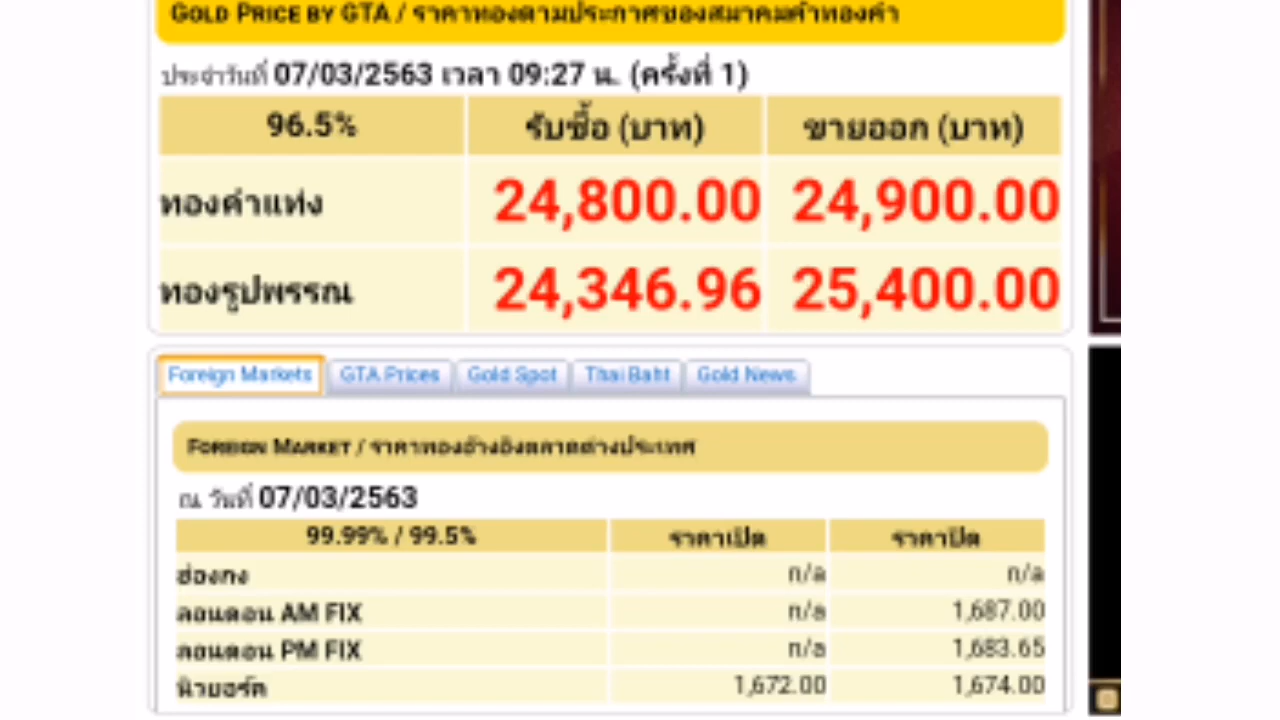 GOLD PRICE BY GTA / ราคาทองตามประกาศของสมาคมค้าทองคำ
ประจำวันที่ 07/03/2563 เวลา 09:27 น. (ครั้งที่ 1)
96.5% รับซื้อ (บาท) ขายออก (บาท)
ทองคำแท่ง 24,800.00 24,900.00
ทองรูปพรรณ 24,346.96 25,400.00
Foreign Markets GTA Prices Gold Spot Thai Baht Gold News
FOREIGN MARKET / ราคาทองอ้างอิงตลาดต่างประเทศ
ณ วันที่ 07/03/2563
99.99% / 99.5% ราคาเปิด ราคาปิด
ฮ่องกง n/a n/a
ลอนดอน AM FIX n/a 1,687.00
ลอนดอน PM FIX n/a 1,683.65
นิวยอร์ค 1,672.00 1,674.00